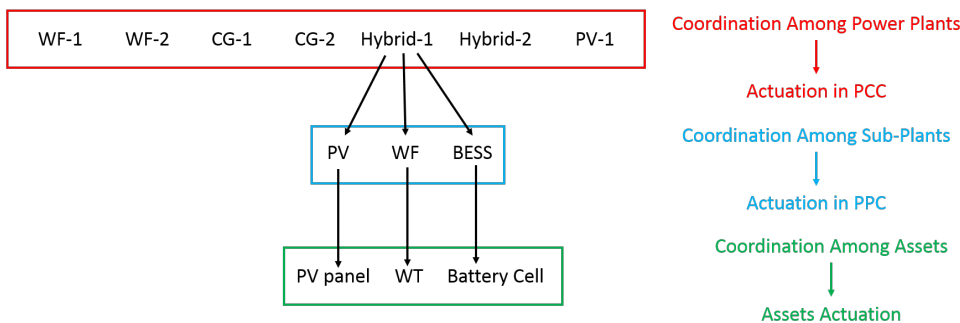 WF-1 WF-2 CG-1 CG-2 Hybrid-1 Hybrid-2 PV-1
Coordination Among Power Plants
Actuation in PCC
PV WF BESS
Coordination Among Sub-Plants
Actuation in PPC
PV panel WT Battery Cell
Coordination Among Assets
Assets Actuation